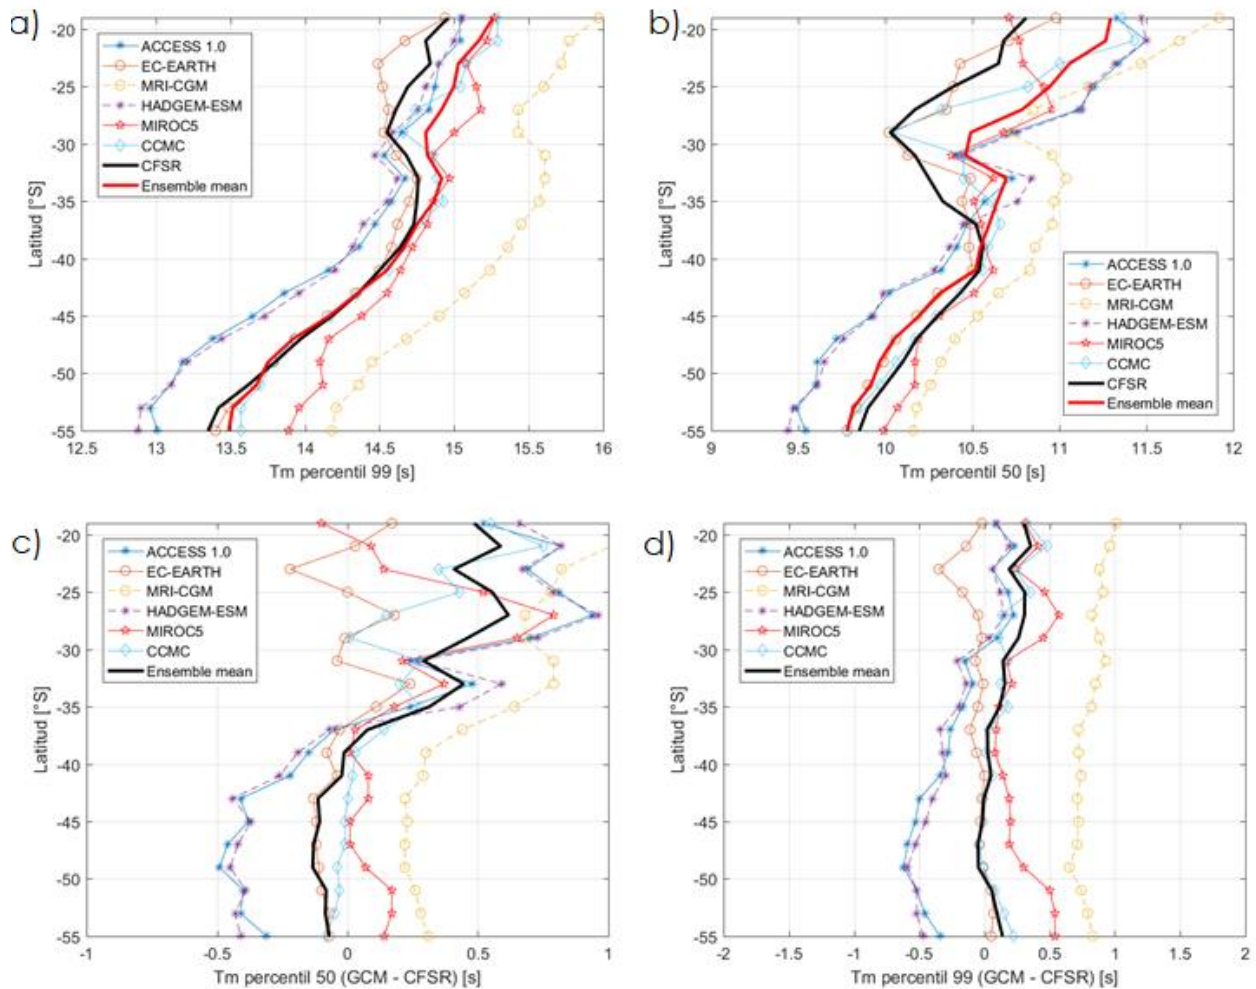 a)
-20
-25
-30
-35
-40
-45
-50
-55
Latitud [°S]
ACCESS 1.0
EC-EARTH
MRI-CGM
HADGEM-ESM
MIROC5
CCMC
CFSR
Ensemble mean
12.5 13 13.5 14 14.5 15 15.5 16
Tm percentil 99 [s]
b)
-20
-25
-30
-35
-40
-45
-50
-55
Latitud [°S]
ACCESS 1.0
EC-EARTH
MRI-CGM
HADGEM-ESM
MIROC5
CCMC
CFSR
Ensemble mean
9 9.5 10 10.5 11 11.5 12
Tm percentil 50 [s]
c)
-20
-25
-30
-35
-40
-45
-50
-55
Latitud [°S]
ACCESS 1.0
EC-EARTH
MRI-CGM
HADGEM-ESM
MIROC5
CCMC
Ensemble mean
-1 -0.5 0 0.5 1
Tm percentil 50 (GCM - CFSR) [s]
d)
-20
-25
-30
-35
-40
-45
-50
-55
Latitud [°S]
ACCESS 1.0
EC-EARTH
MRI-CGM
HADGEM-ESM
MIROC5
CCMC
Ensemble mean
-2 -1.5 -1 -0.5 0 0.5 1 1.5 2
Tm percentil 99 (GCM - CFSR) [s]